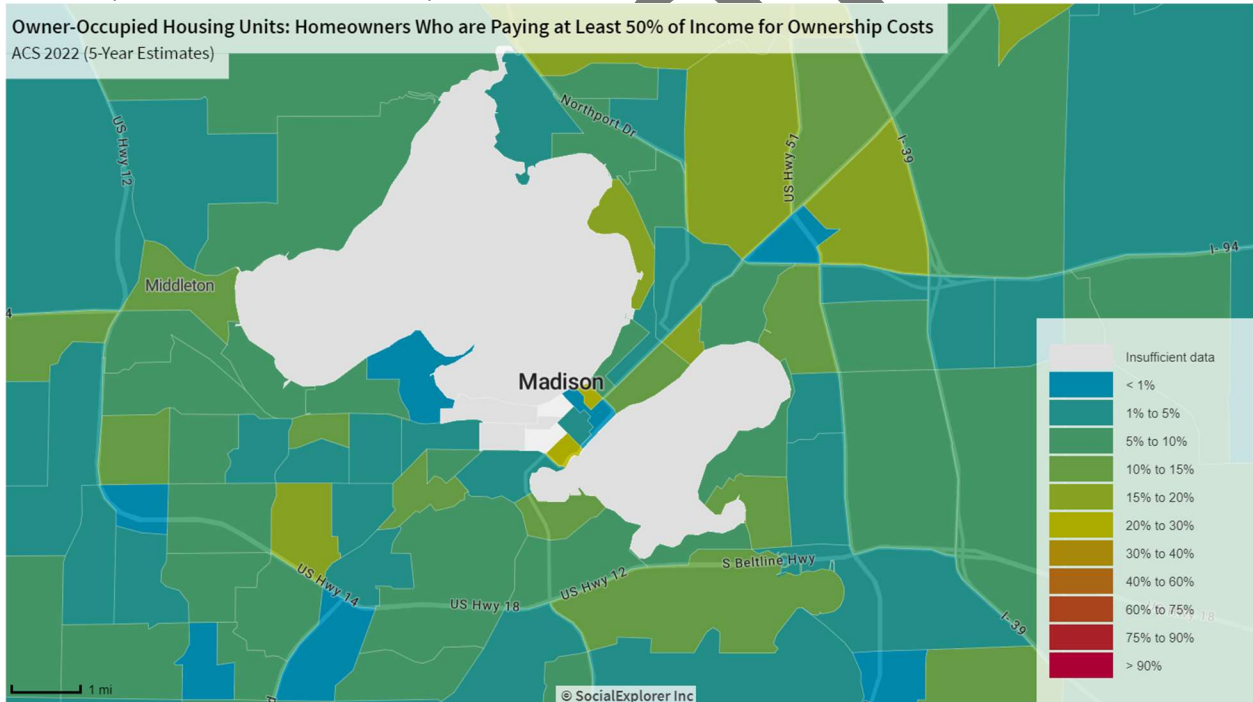 Owner-Occupied Housing Units: Homeowners Who are Paying at Least 50% of Income for Ownership Costs
ACS 2022 (5-Year Estimates)
Northport Dr
US Hwy 12
US Hwy 51
I- 39
I- 94
Middleton
4
Madison
Insufficient data
< 1%
1% to 5%
5% to 10%
10% to 15%
15% to 20%
20% to 30%
30% to 40%
40% to 60%
60% to 75%
75% to 90%
> 90%
S Beltline Hwy
US Hwy 12
US Hwy 14
US Hwy 18
I- 39
1 mi
© SocialExplorer Inc